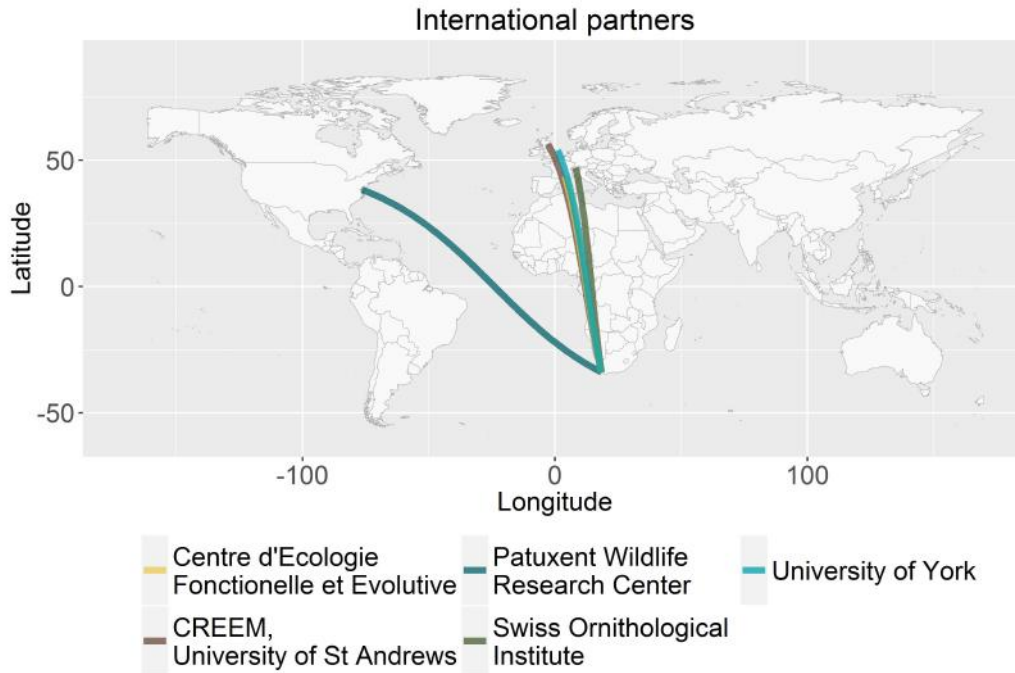 International partners
Latitude
50
0
-50
-100
0
100
Longitude
Centre d'Ecologie
Fonctionelle et Evolutive
Patuxent Wildlife
Research Center
University of York
CREEM,
University of St Andrews
Swiss Ornithological
Institute